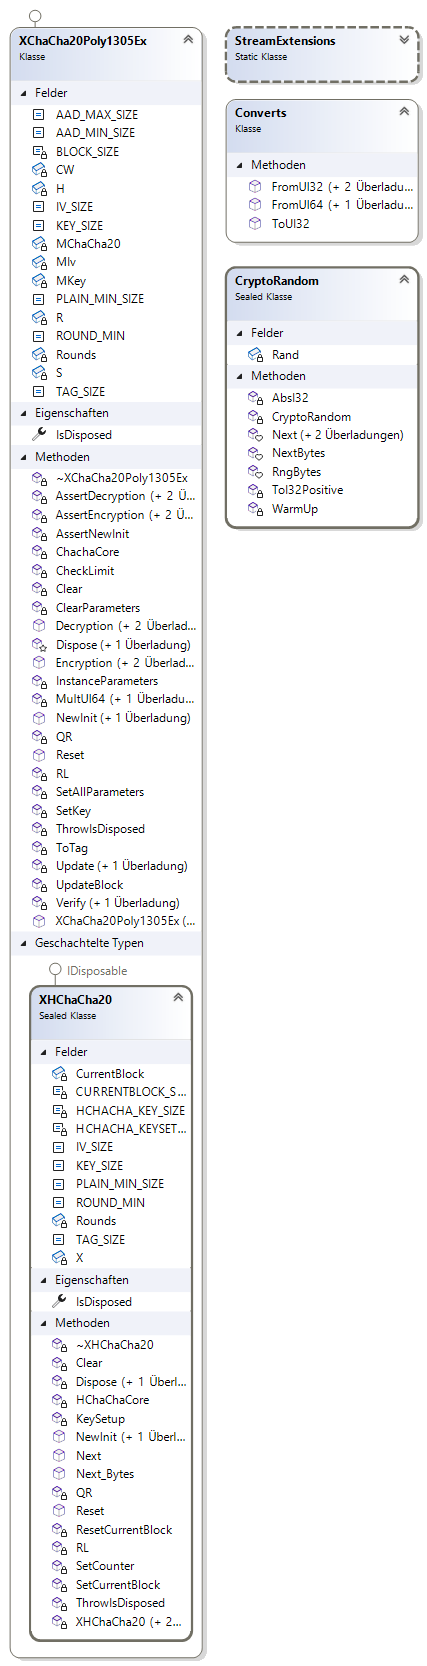 XChaCha20Poly1305Ex
Klasse
Felder
AAD_MAX_SIZE
AAD_MIN_SIZE
BLOCK_SIZE
CW
H
IV_SIZE
KEY_SIZE
MChaCha20
MIv
MKey
PLAIN_MIN_SIZE
R
ROUND_MIN
Rounds
S
TAG_SIZE
Eigenschaften
IsDisposed
Methoden
~XChaCha20Poly1305Ex
AssertDecryption (+ 2 Ü...
AssertEncryption (+ 2 Ü...
AssertNewInit
ChachaCore
CheckLimit
Clear
ClearParameters
Decryption (+ 2 Überlad...
Dispose (+ 1 Überladung)
Encryption (+ 2 Überlad...
InstanceParameters
MultUI64 (+ 1 Überladu...
NewInit (+ 1 Überladung)
QR
Reset
RL
SetAllParameters
SetKey
ThrowIsDisposed
ToTag
Update (+ 1 Überladung)
UpdateBlock
Verify (+ 1 Überladung)
XChaCha20Poly1305Ex (...
Geschachtelte Typen
IDisposable
XHChaCha20
Sealed Klasse
Felder
CurrentBlock
CURRENTBLOCK_S...
HCHACHA_KEY_SIZE
HCHACHA_KEYSET...
IV_SIZE
KEY_SIZE
PLAIN_MIN_SIZE
ROUND_MIN
Rounds
TAG_SIZE
X
Eigenschaften
IsDisposed
Methoden
~XHChaCha20
Clear
Dispose (+ 1 Überl...
HChaChaCore
KeySetup
NewInit (+ 1 Überl...
Next
Next_Bytes
QR
Reset
ResetCurrentBlock
RL
SetCounter
SetCurrentBlock
ThrowIsDisposed
XHChaCha20 (+ 2...
StreamExtensions
Static Klasse
Converts
Klasse
Methoden
FromUI32 (+ 2 Überladu...
FromUI64 (+ 1 Überladu...
ToUI32
CryptoRandom
Sealed Klasse
Felder
Rand
Methoden
AbsI32
CryptoRandom
Next (+ 2 Überladungen)
NextBytes
RngBytes
ToI32Positive
WarmUp